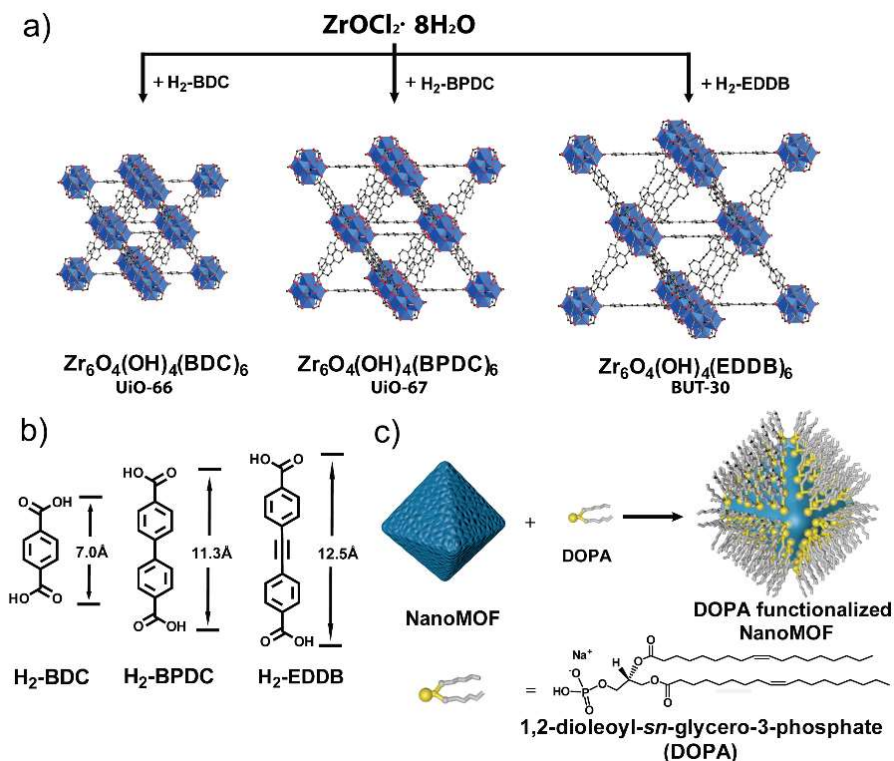 a)
ZrOCl₂· 8H₂O
+ H₂-BDC
+ H₂-BPDC
+ H₂-EDDB
Zr₆O₄(OH)₄(BDC)₆
UiO-66
Zr₆O₄(OH)₄(BPDC)₆
UiO-67
Zr₆O₄(OH)₄(EDDB)₆
BUT-30
b)
O OH
7.0Å
HO O
H₂-BDC
HO O
11.3Å
O OH
H₂-BPDC
HO O
12.5Å
O OH
H₂-EDDB
c)
NanoMOF
+
DOPA
DOPA functionalized
NanoMOF
=
Na⁺
⁻O
HO P O
O
H O
O
O
O
1,2-dioleoyl-sn-glycero-3-phosphate
(DOPA)